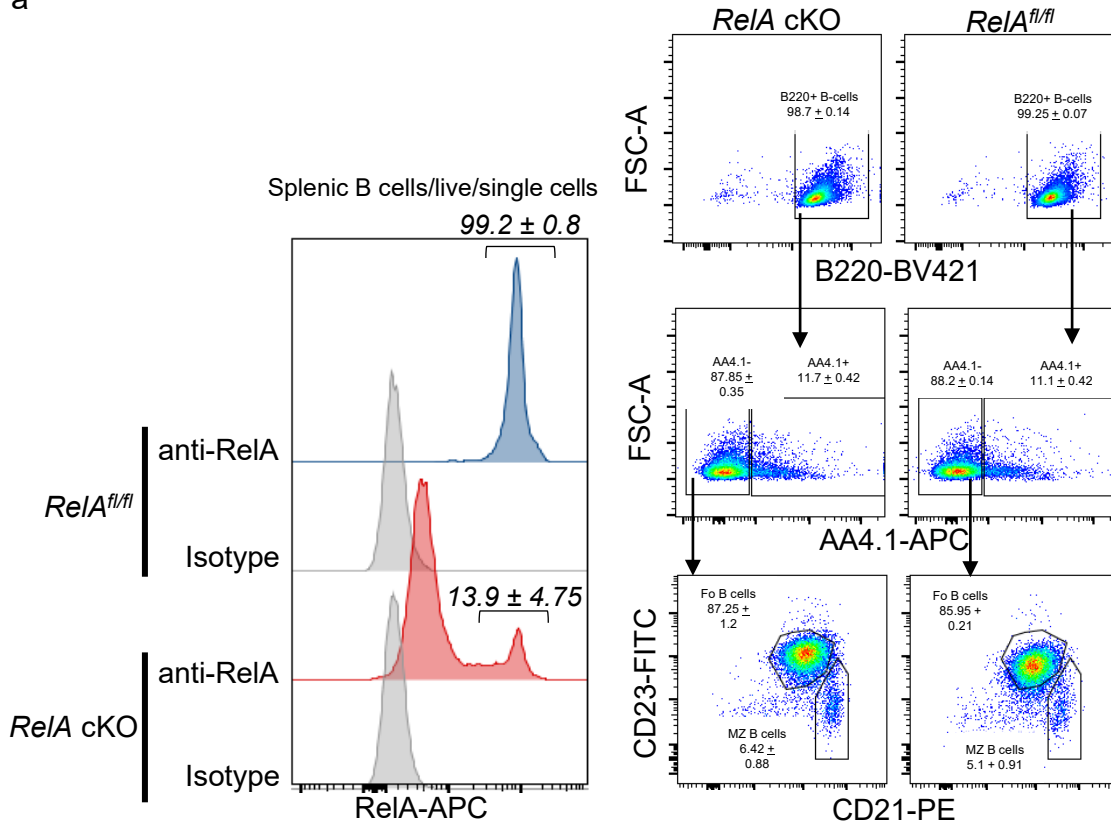 a
Splenic B cells/live/single cells
99.2 ± 0.8
RelA^fl/fl
anti-RelA
Isotype
13.9 ± 4.75
RelA cKO
anti-RelA
Isotype
RelA-APC
RelA cKO
RelA^fl/fl
FSC-A
B220+ B-cells
98.7 ± 0.14
B220+ B-cells
99.25 ± 0.07
B220-BV421
FSC-A
AA4.1-
87.85 ±
0.35
AA4.1+
11.7 ± 0.42
AA4.1-
88.2 ± 0.14
AA4.1+
11.1 ± 0.42
AA4.1-APC
CD23-FITC
Fo B cells
87.25 ±
1.2
MZ B cells
6.42 ±
0.88
Fo B cells
85.95 +
0.21
MZ B cells
5.1 + 0.91
CD21-PE